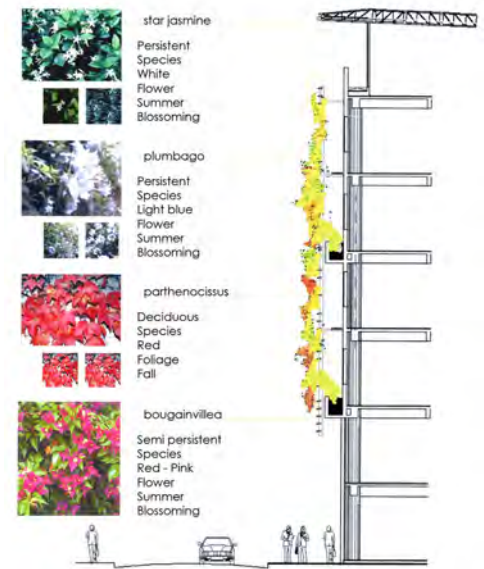 star jasmine
Persistent
Species
White
Flower
Summer
Blossoming
plumbago
Persistent
Species
Light blue
Flower
Summer
Blossoming
parthenocissus
Deciduous
Species
Red
Foliage
Fall
bougainvillea
Semi persistent
Species
Red - Pink
Flower
Summer
Blossoming